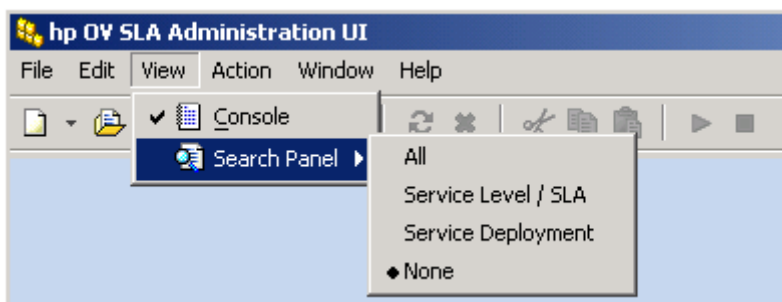 hp OV SLA Administration UI
File Edit View Action Window Help
Console
Search Panel
All
Service Level / SLA
Service Deployment
None